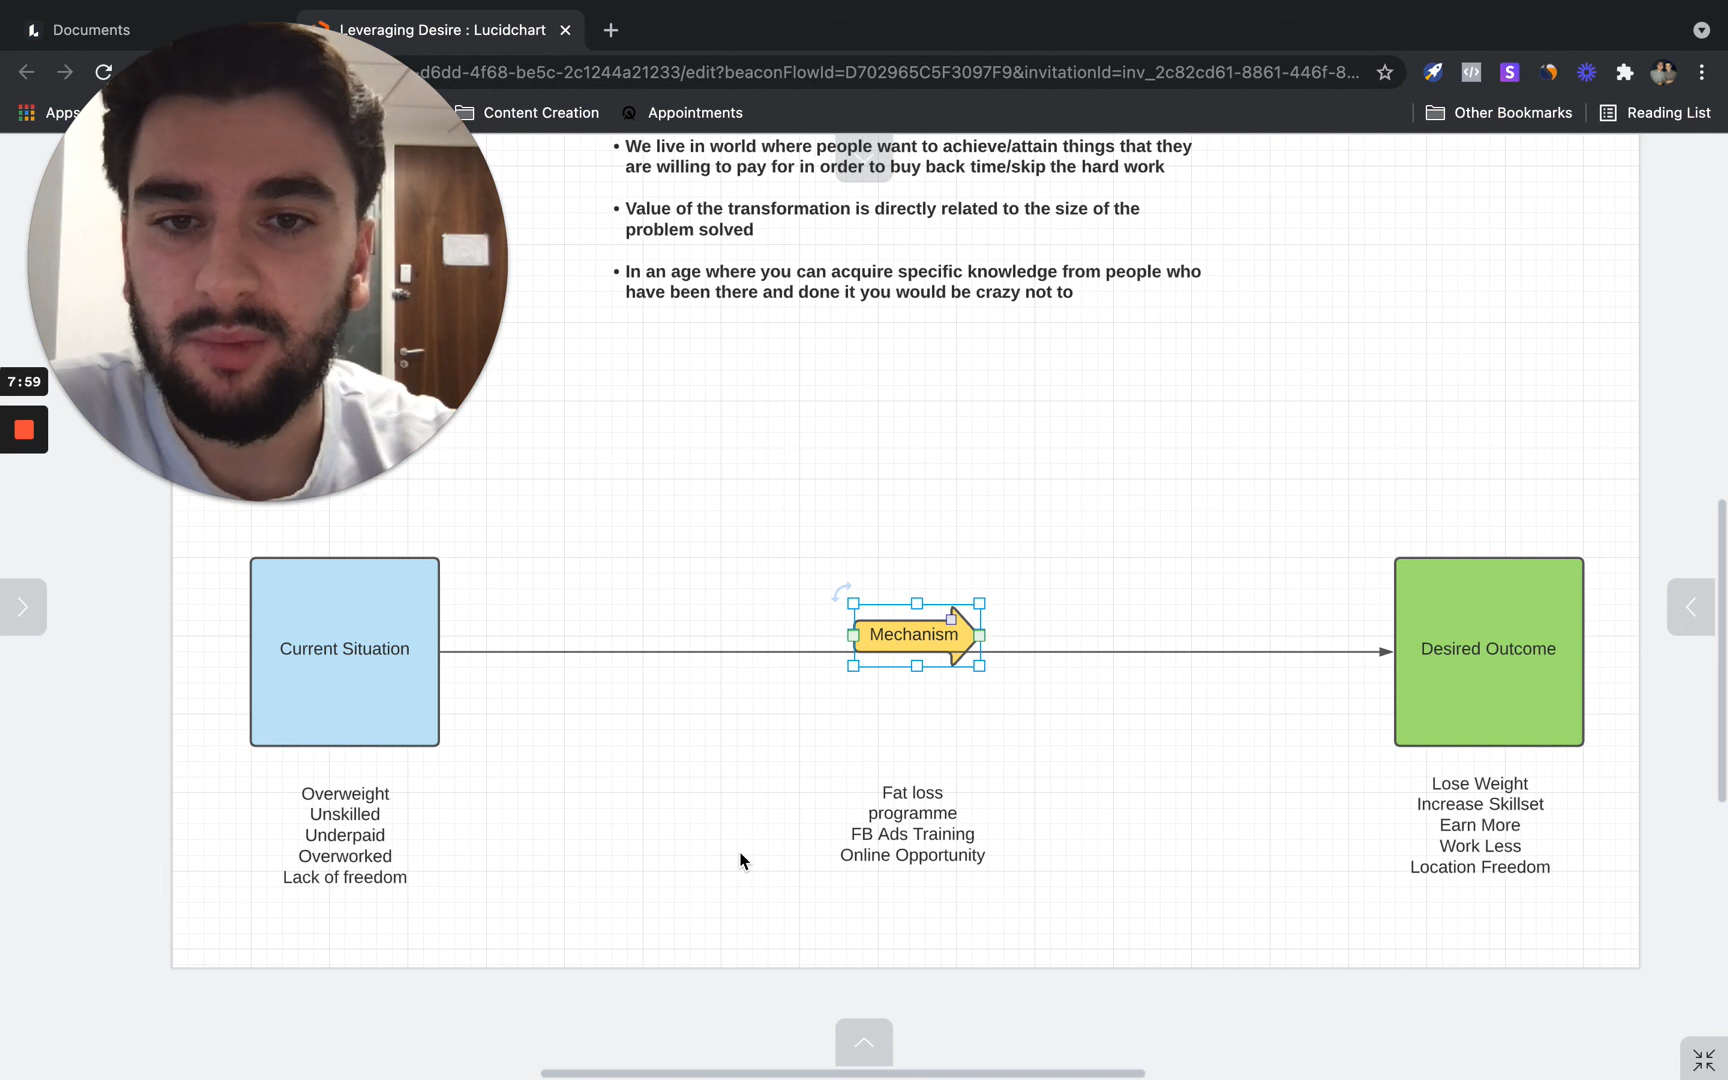 Documents
Leveraging Desire : Lucidchart
-d6dd-4f68-be5c-2c1244a21233/edit?beaconFlowId=D702965C5F3097F9&invitationId=inv_2c82cd61-8861-446f-8...
Apps
Content Creation
Appointments
Other Bookmarks
Reading List
• We live in world where people want to achieve/attain things that they
are willing to pay for in order to buy back time/skip the hard work
• Value of the transformation is directly related to the size of the
problem solved
• In an age where you can acquire specific knowledge from people who
have been there and done it you would be crazy not to
7:59
Current Situation
Mechanism
Desired Outcome
Overweight
Unskilled
Underpaid
Overworked
Lack of freedom
Fat loss
programme
FB Ads Training
Online Opportunity
Lose Weight
Increase Skillset
Earn More
Work Less
Location Freedom